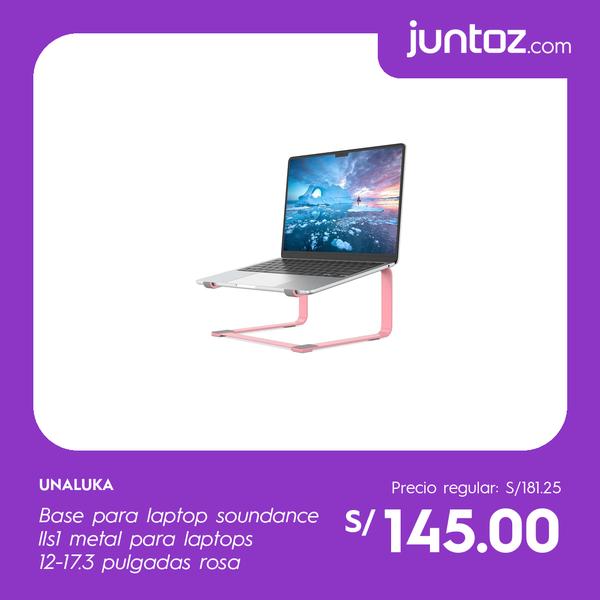 juntoz.com
UNALUKA
Base para laptop soundance
lls1 metal para laptops
12-17.3 pulgadas rosa
Precio regular: S/181.25
S/145.00